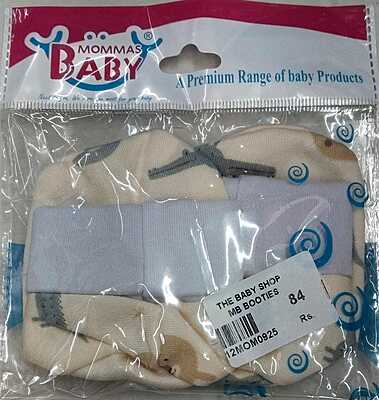 MOMMAS
BABY
®
A Premium Range of baby Products
THE BABY SHOP
MB BOOTIES
84
Rs.
12MOM0925